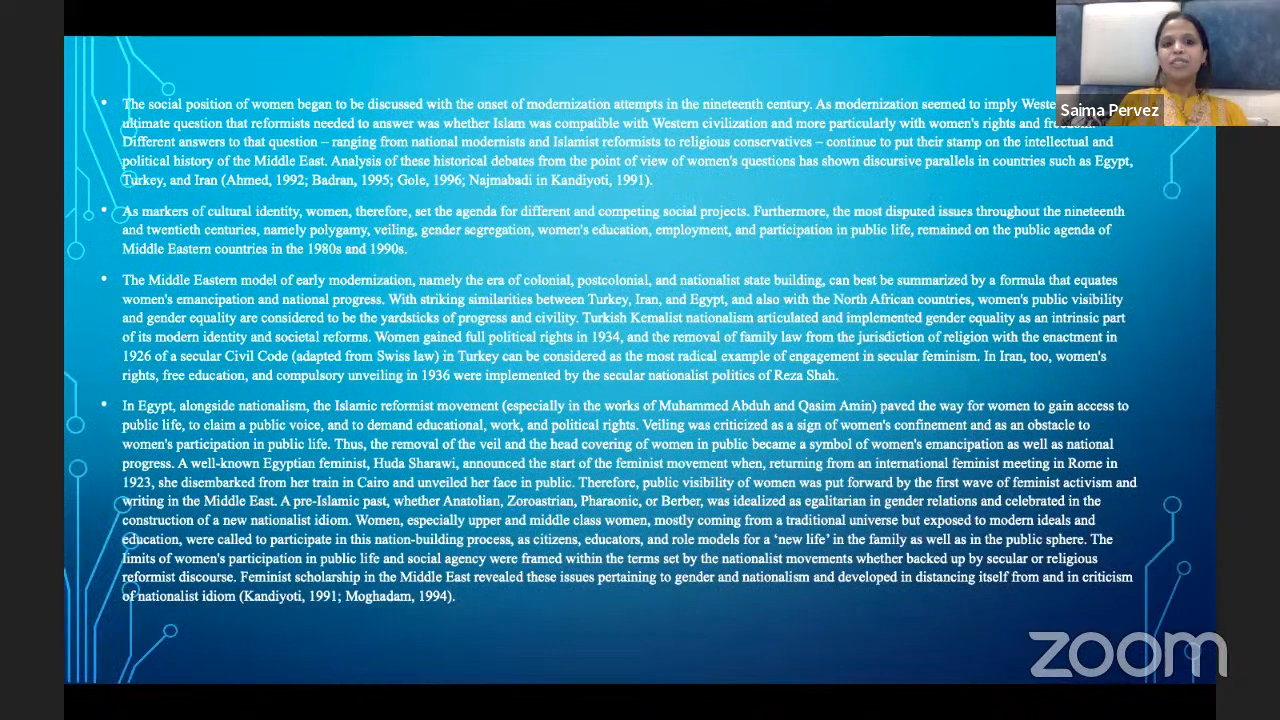 • The social position of women began to be discussed with the onset of modernization attempts in the nineteenth century. As modernization seemed to imply
ultimate question that reformists needed to answer was whether Islam was compatible with Western civilization and more particularly with women's rights and
Different answers to that question – ranging from national modernists and Islamist reformists to religious conservatives – continue to put their stamp on the intellectual and
political history of the Middle East. Analysis of these historical debates from the point of view of women's questions has shown discursive parallels in countries such as Egypt,
Turkey, and Iran (Ahmed, 1992; Badran, 1995; Gole, 1996; Najmabadi in Kandiyoti, 1991).
• As markers of cultural identity, women, therefore, set the agenda for different and competing social projects. Furthermore, the most disputed issues throughout the nineteenth
and twentieth centuries, namely polygamy, veiling, gender segregation, women's education, employment, and participation in public life, remained on the public agenda of
Middle Eastern countries in the 1980s and 1990s.
• The Middle Eastern model of early modernization, namely the era of colonial, postcolonial, and nationalist state building, can best be summarized by a formula that equates
women's emancipation and national progress. With striking similarities between Turkey, Iran, and Egypt, and also with the North African countries, women's public visibility
and gender equality are considered to be the yardsticks of progress and civility. Turkish Kemalist nationalism articulated and implemented gender equality as an intrinsic part
of its modern identity and societal reforms. Women gained full political rights in 1934, and the removal of family law from the jurisdiction of religion with the enactment in
1926 of a secular Civil Code (adapted from Swiss law) in Turkey can be considered as the most radical example of engagement in secular feminism. In Iran, too, women's
rights, free education, and compulsory unveiling in 1936 were implemented by the secular nationalist politics of Reza Shah.
• In Egypt, alongside nationalism, the Islamic reformist movement (especially in the works of Muhammed Abduh and Qasim Amin) paved the way for women to gain access to
public life, to claim a public voice, and to demand educational, work, and political rights. Veiling was criticized as a sign of women's confinement and as an obstacle to
women's participation in public life. Thus, the removal of the veil and the head covering of women in public became a symbol of women's emancipation as well as national
progress. A well-known Egyptian feminist, Huda Sharawi, announced the start of the feminist movement when, returning from an international feminist meeting in Rome in
1923, she disembarked from her train in Cairo and unveiled her face in public. Therefore, public visibility of women was put forward by the first wave of feminist activism and
writing in the Middle East. A pre-Islamic past, whether Anatolian, Zoroastrian, Pharaonic, or Berber, was idealized as egalitarian in gender relations and celebrated in the
construction of a new nationalist idiom. Women, especially upper and middle class women, mostly coming from a traditional universe but exposed to modern ideals and
education, were called to participate in this nation-building process, as citizens, educators, and role models for a ‘new life’ in the family as well as in the public sphere. The
limits of women's participation in public life and social agency were framed within the terms set by the nationalist movements whether backed up by secular or religious
reformist discourse. Feminist scholarship in the Middle East revealed these issues pertaining to gender and nationalism and developed in distancing itself from and in criticism
of nationalist idiom (Kandiyoti, 1991; Moghadam, 1994).
Saima Pervez
zoom